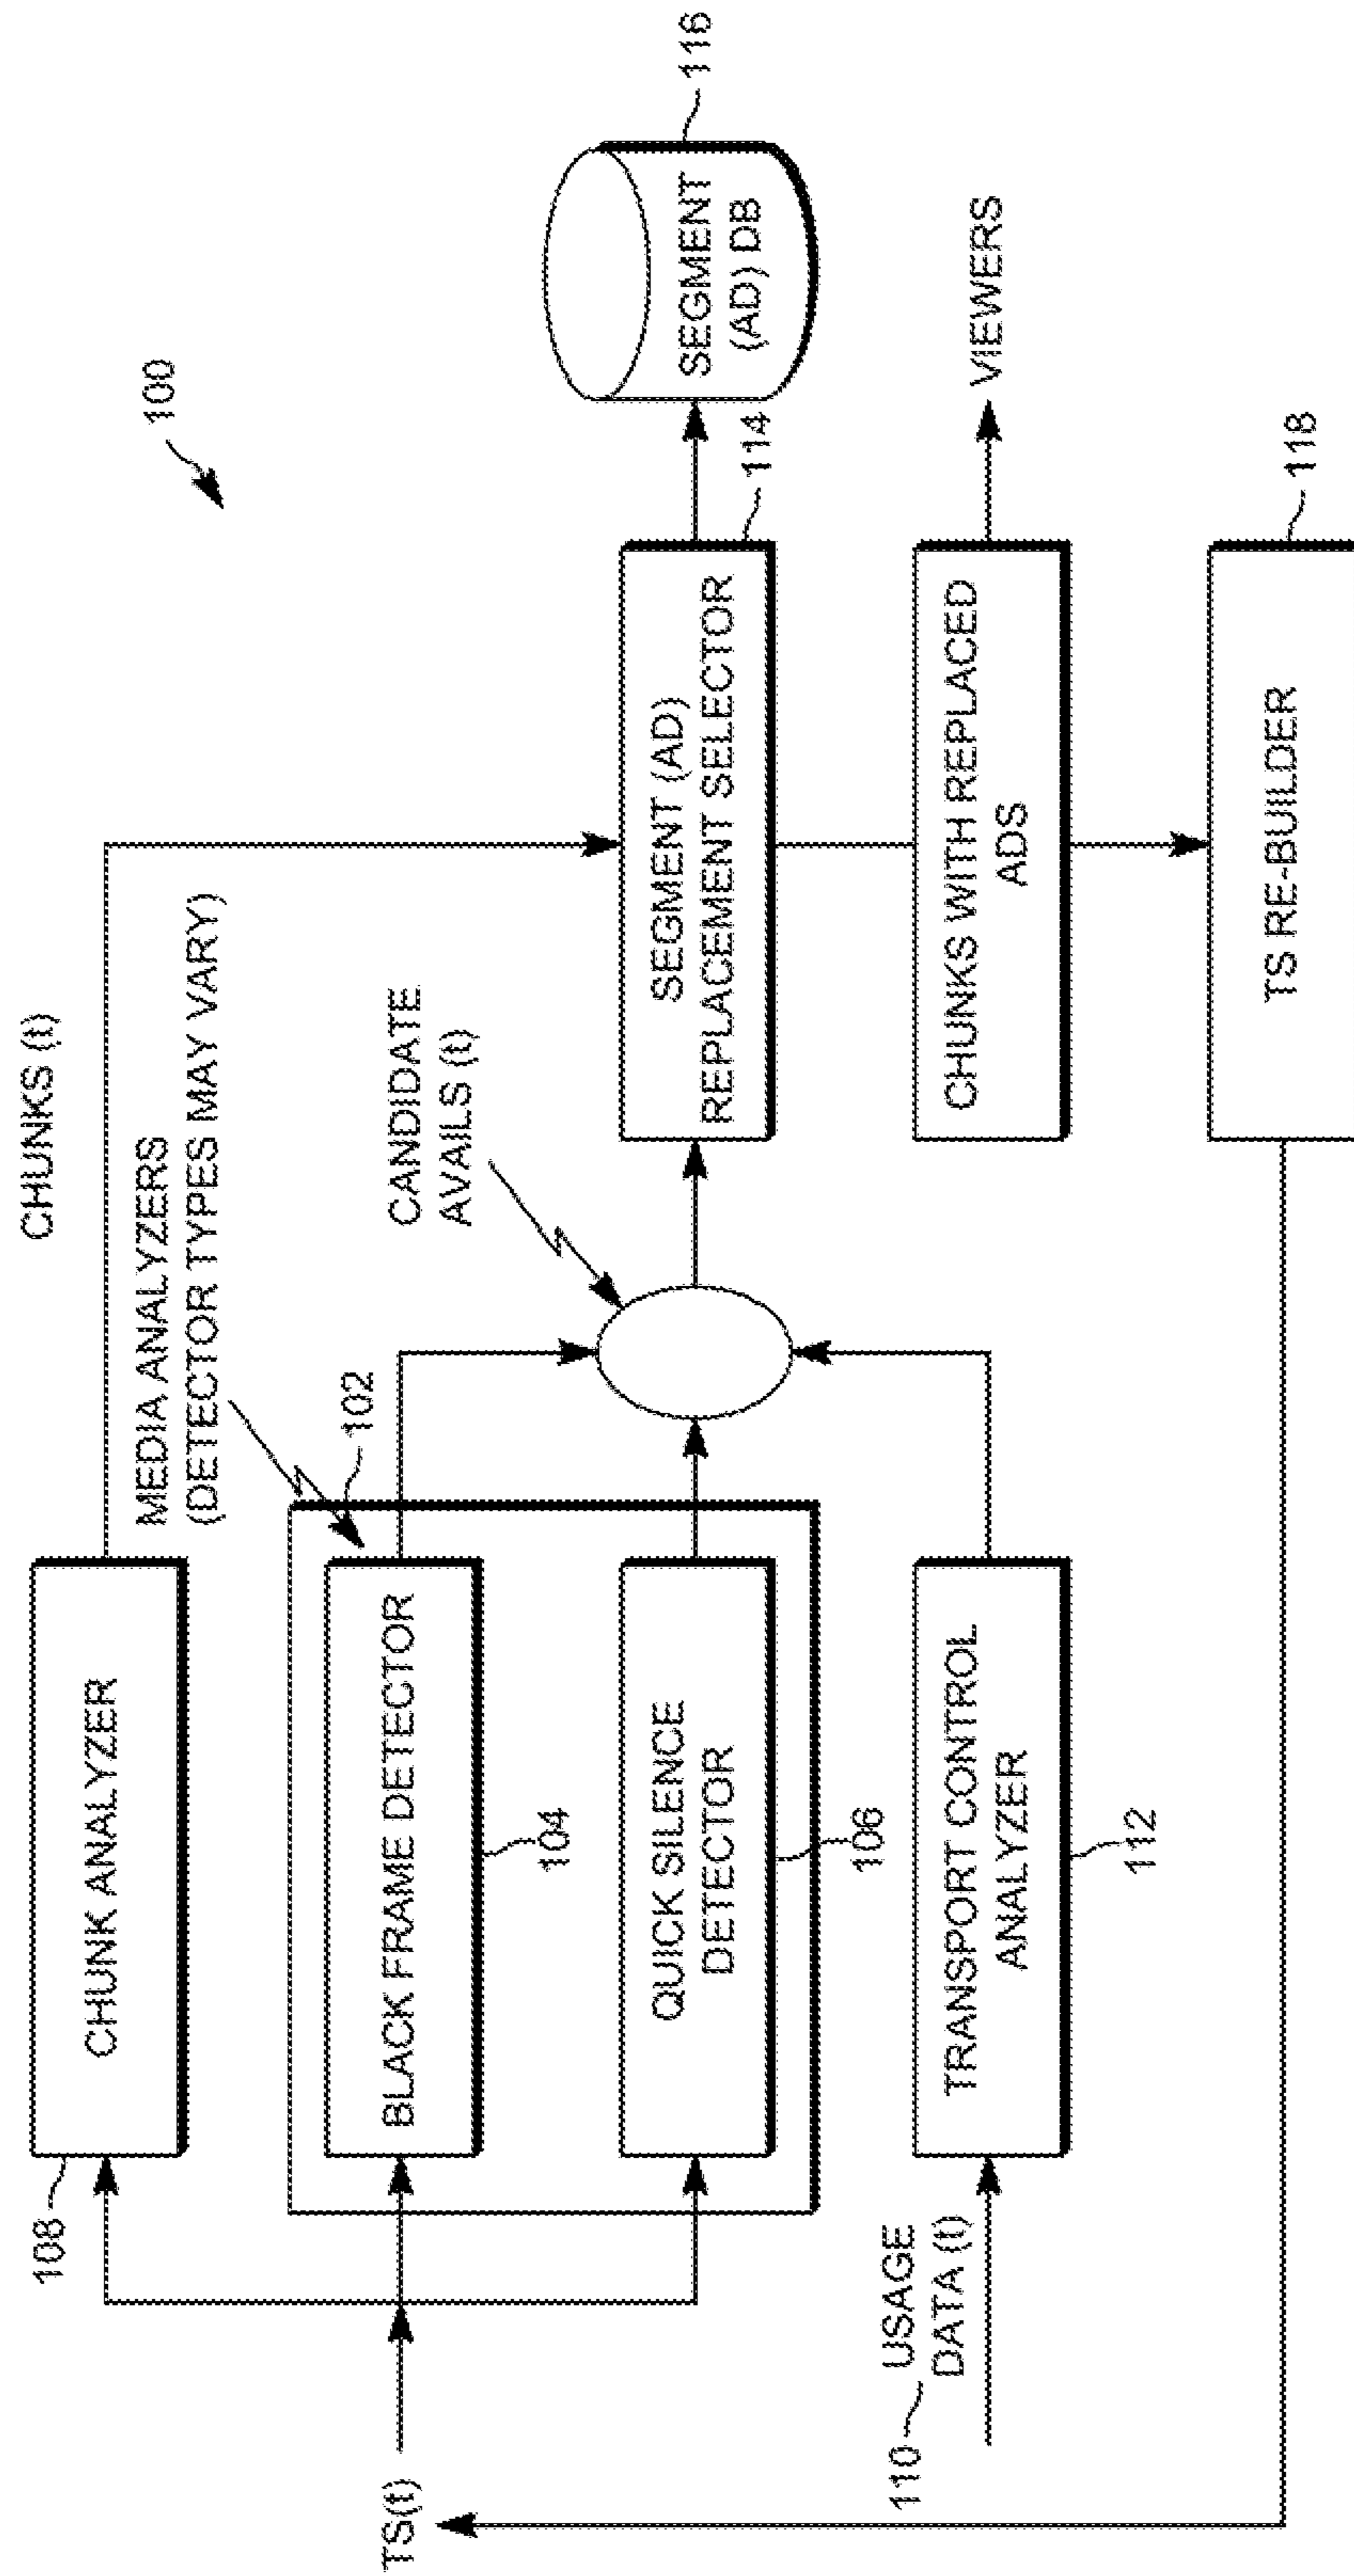 100
CHUNKS (t)
MEDIA ANALYZERS
(DETECTOR TYPES MAY VARY)
102
108
CHUNK ANALYZER
BLACK FRAME DETECTOR
104
QUICK SILENCE
DETECTOR
106
TS(t)
110
USAGE
DATA (t)
TRANSPORT CONTROL
ANALYZER
112
CANDIDATE
AVAILS (t)
SEGMENT (AD)
REPLACEMENT SELECTOR
114
SEGMENT
(AD) DB
116
CHUNKS WITH REPLACED
ADS
VIEWERS
TS RE-BUILDER
118